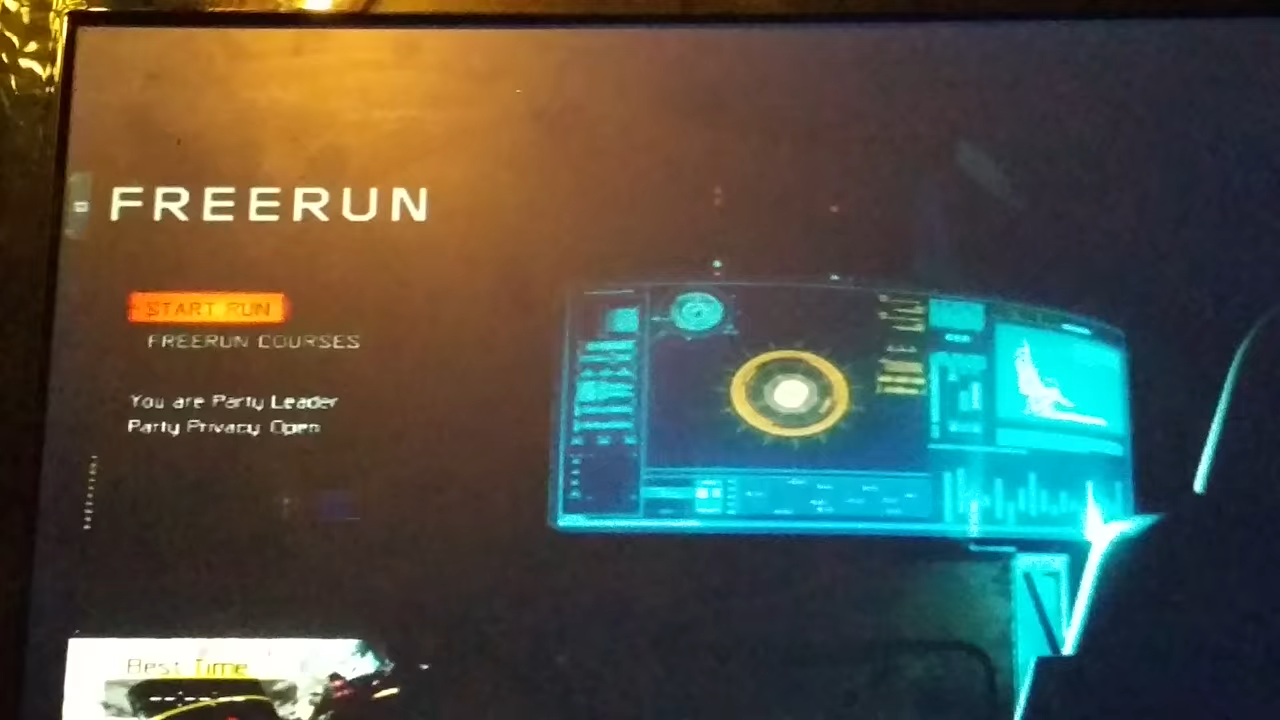 FREERUN
START RUN
FREERUN COURSES
You are Party Leader
Party Privacy Open
Best Time